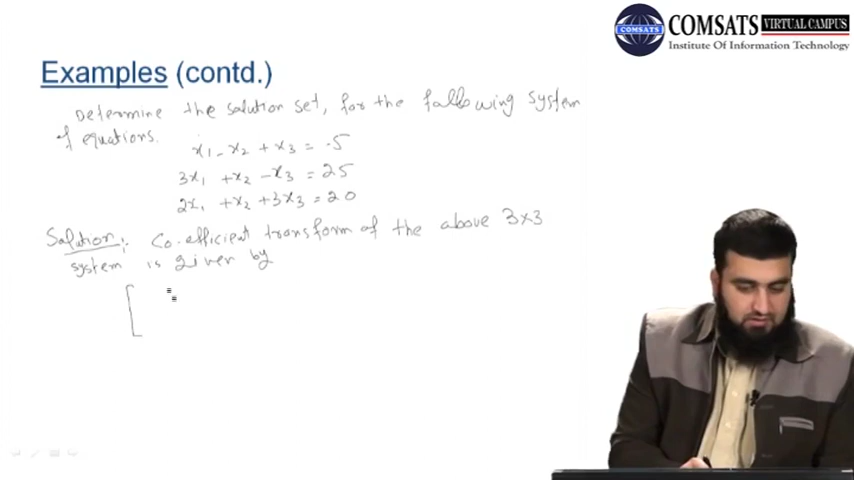 COMSATS VIRTUAL CAMPUS
Institute Of Information Technology
COMSATS
Examples (contd.)
Determine the solution set, for the following system
of equations.
x1 - x2 + x3 = -5
3x1 + x2 - x3 = 25
2x1 + x2 + 3x3 = 20
Solution: Co-efficient transform of the above 3×3
system is given by
[